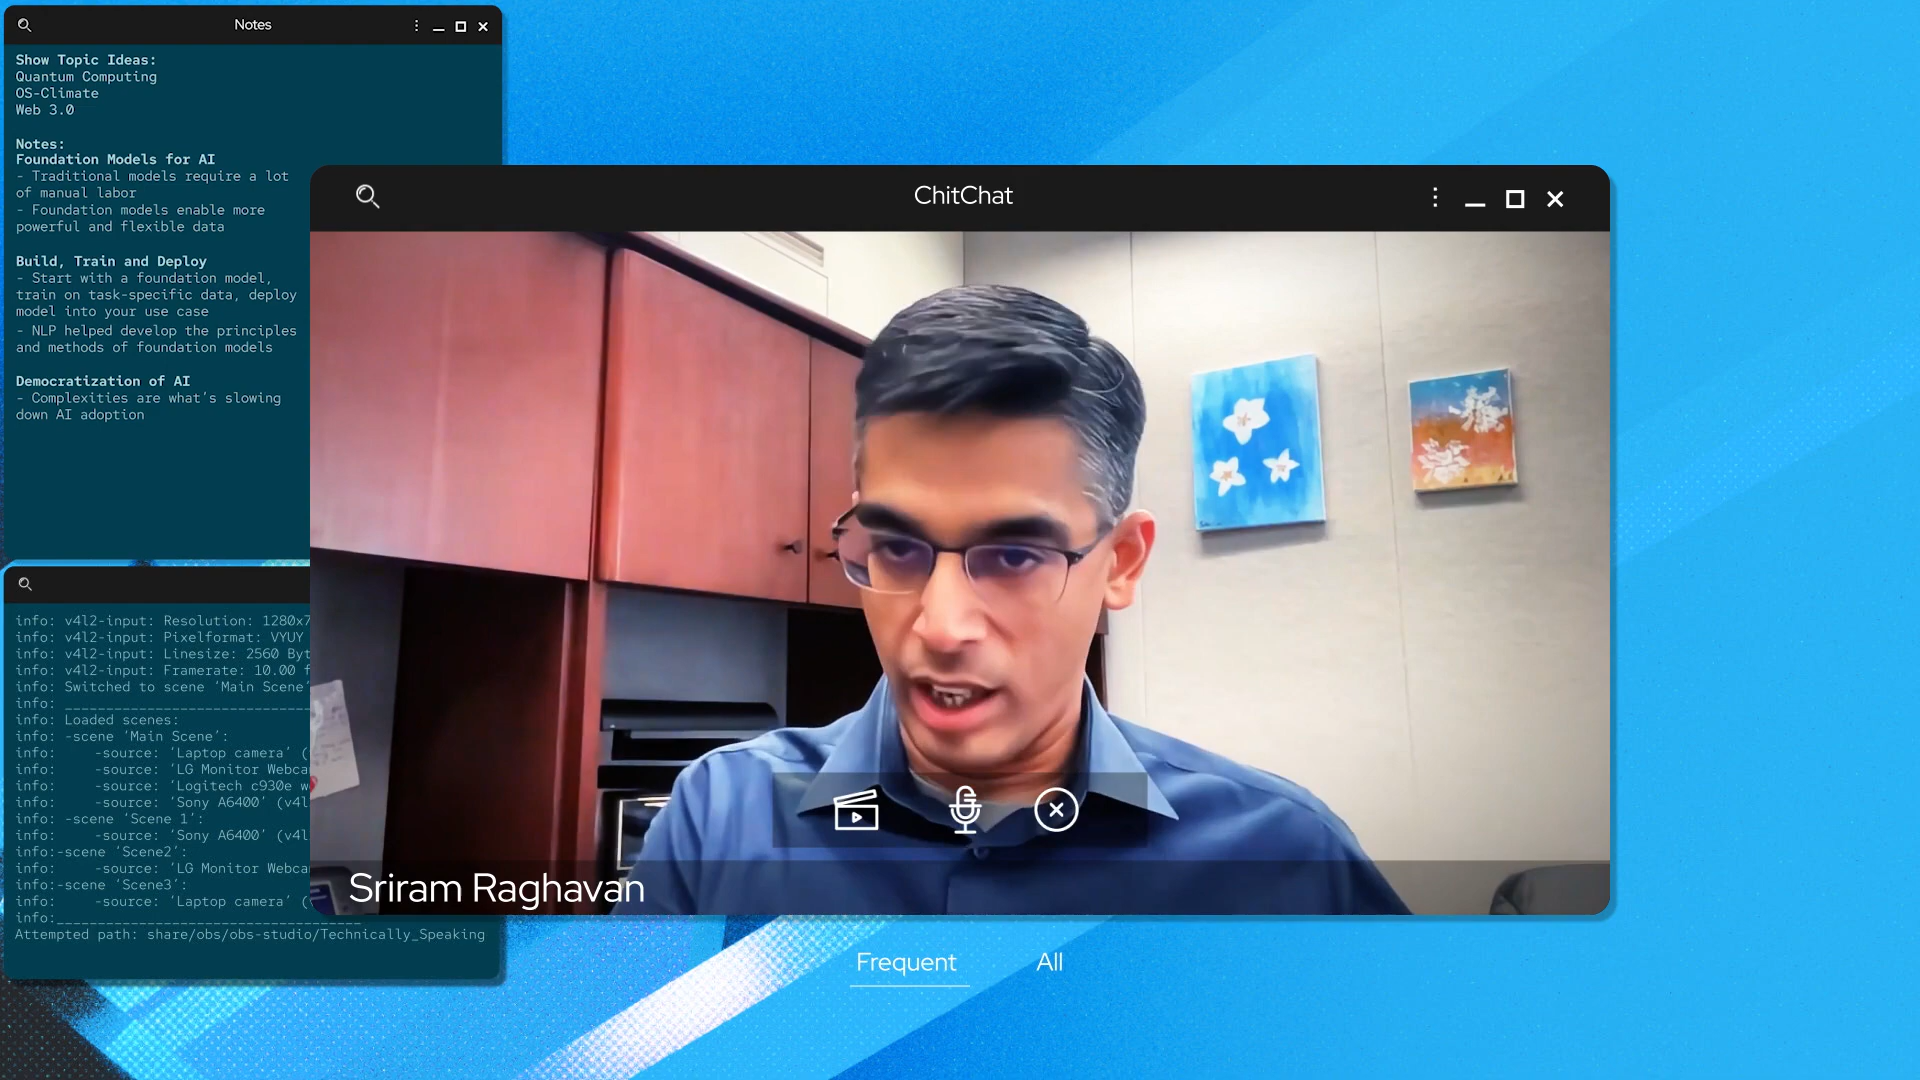 Notes
Show Topic Ideas:
Quantum Computing
OS-Climate
Web 3.0
Notes:
Foundation Models for AI
- Traditional models require a lot
of manual labor
- Foundation models enable more
powerful and flexible data
Build, Train and Deploy
- Start with a foundation model,
train on task-specific data, deploy
model into your use case
- NLP helped develop the principles
and methods of foundation models
Democratization of AI
- Complexities are what's slowing
down AI adoption
ChitChat
Sriram Raghavan
info: v4l2-input: Resolution: 1280x7
info: v4l2-input: Pixelformat: VYUY
info: v4l2-input: Linesize: 2560 Byt
info: v4l2-input: Framerate: 10.00 f
info: Switched to scene 'Main Scene'
info: ______________________________
info: Loaded scenes:
info: -scene 'Main Scene':
info: -source: 'Laptop camera' (
info: -source: 'LG Monitor Webca
info: -source: 'Logitech c930e w
info: -source: 'Sony A6400' (v4l
info: -scene 'Scene 1':
info: -source: 'Sony A6400' (v4l
info:-scene 'Scene2':
info: -source: 'LG Monitor Webca
info:-scene 'Scene3':
info: -source: 'Laptop camera' (
info:______________________________
Attempted path: share/obs/obs-studio/Technically_Speaking
Frequent
All